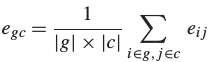 e_{gc} = \frac{1}{|g| \times |c|} \sum_{i \in g, j \in c} e_{ij}